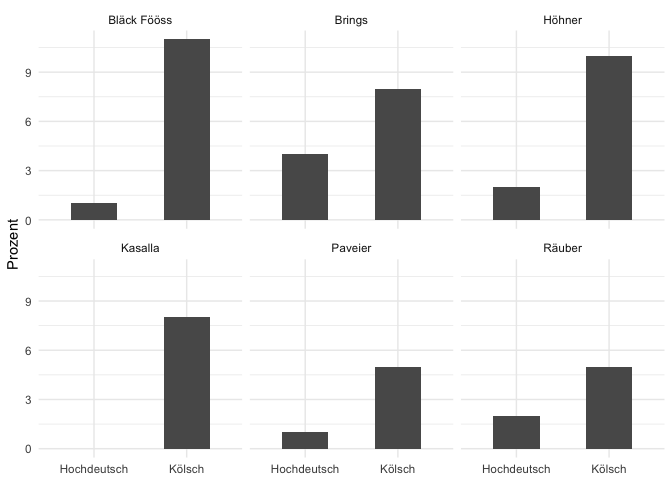 Bläck Fööss Brings Höhner
9
6
3
0
Prozent
Kasalla Paveier Räuber
9
6
3
0
Hochdeutsch Kölsch Hochdeutsch Kölsch Hochdeutsch Kölsch